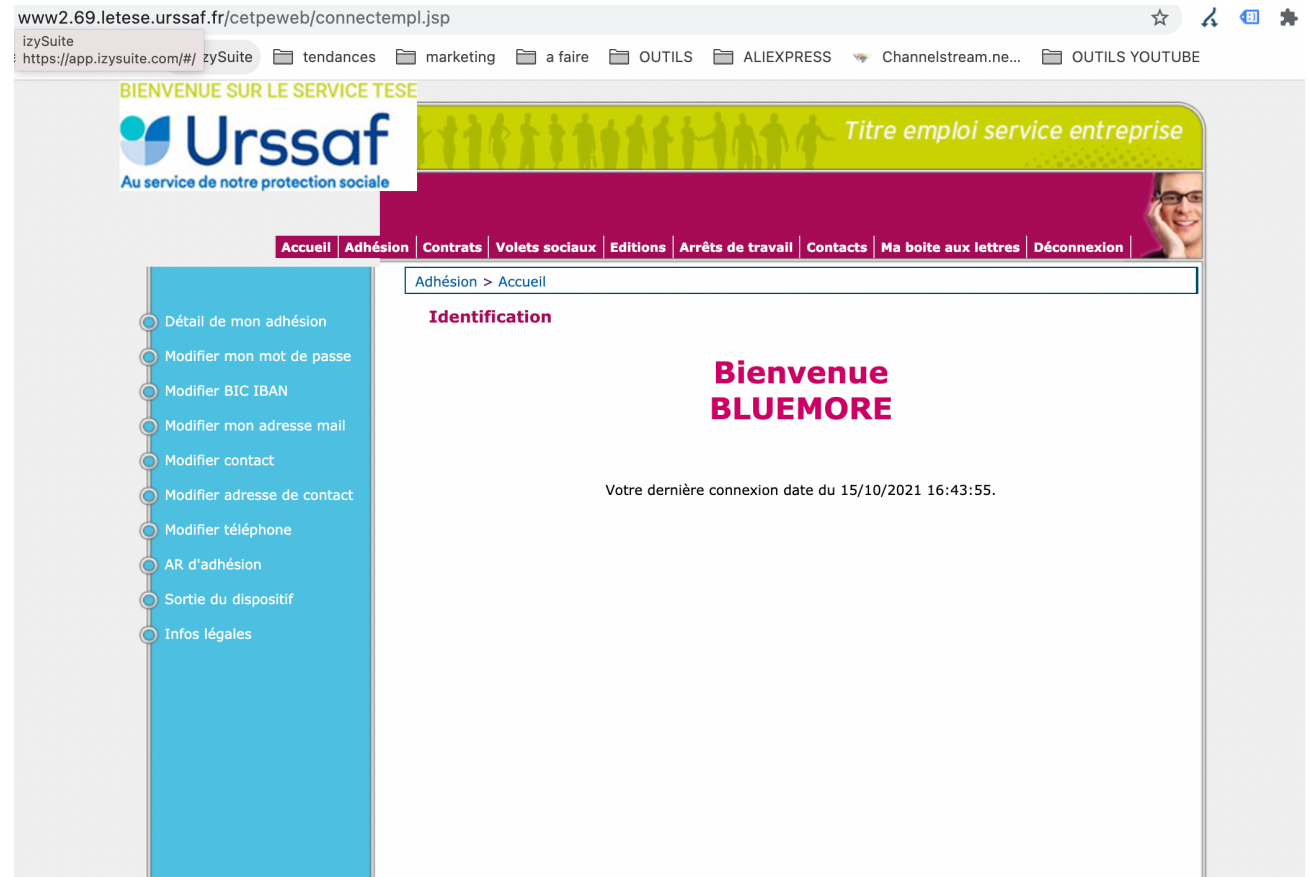 www2.69.letese.urssaf.fr/cetpeweb/connectempl.jsp
izySuite
https://app.izysuite.com/#/
zySuite tendances marketing a faire OUTILS ALIEXPRESS Channelstream.ne... OUTILS YOUTUBE
BIENVENUE SUR LE SERVICE TESE
Urssaf
Au service de notre protection sociale
Titre emploi service entreprise
Accueil Adhésion Contrats Volets sociaux Editions Arrêts de travail Contacts Ma boite aux lettres Déconnexion
Adhésion > Accueil
Détail de mon adhésion
Modifier mon mot de passe
Modifier BIC IBAN
Modifier mon adresse mail
Modifier contact
Modifier adresse de contact
Modifier téléphone
AR d'adhésion
Sortie du dispositif
Infos légales
Identification
Bienvenue
BLUEMORE
Votre dernière connexion date du 15/10/2021 16:43:55.